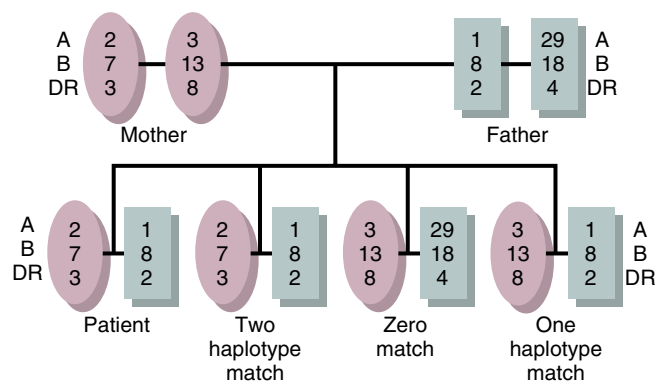 A 2 3 1 29 A
B 7 13 8 18 B
DR 3 8 2 4 DR
Mother Father
A 2 1 2 1 3 29 3 1 A
B 7 8 7 8 13 18 13 8 B
DR 3 2 3 2 8 4 8 2 DR
Patient Two Zero One
haplotype match haplotype
match match